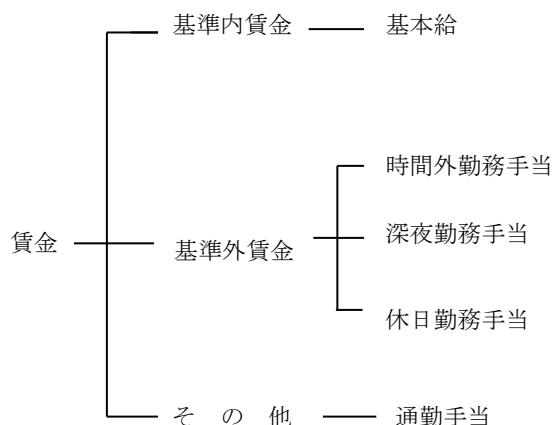 基準内賃金 基本給
時間外勤務手当
賃金 基準外賃金 深夜勤務手当
休日勤務手当
そ の 他 通勤手当